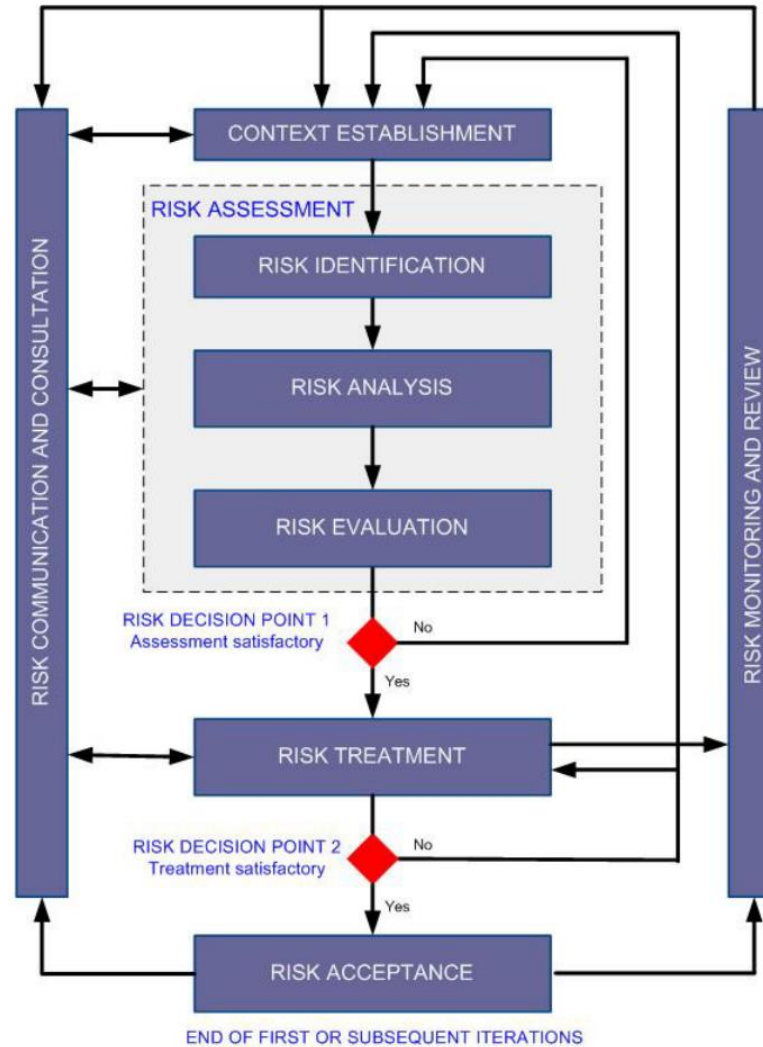 CONTEXT ESTABLISHMENT
RISK ASSESSMENT
RISK IDENTIFICATION
RISK ANALYSIS
RISK EVALUATION
RISK DECISION POINT 1
Assessment satisfactory
No
Yes
RISK TREATMENT
RISK DECISION POINT 2
Treatment satisfactory
No
Yes
RISK ACCEPTANCE
END OF FIRST OR SUBSEQUENT ITERATIONS
RISK COMMUNICATION AND CONSULTATION
RISK MONITORING AND REVIEW